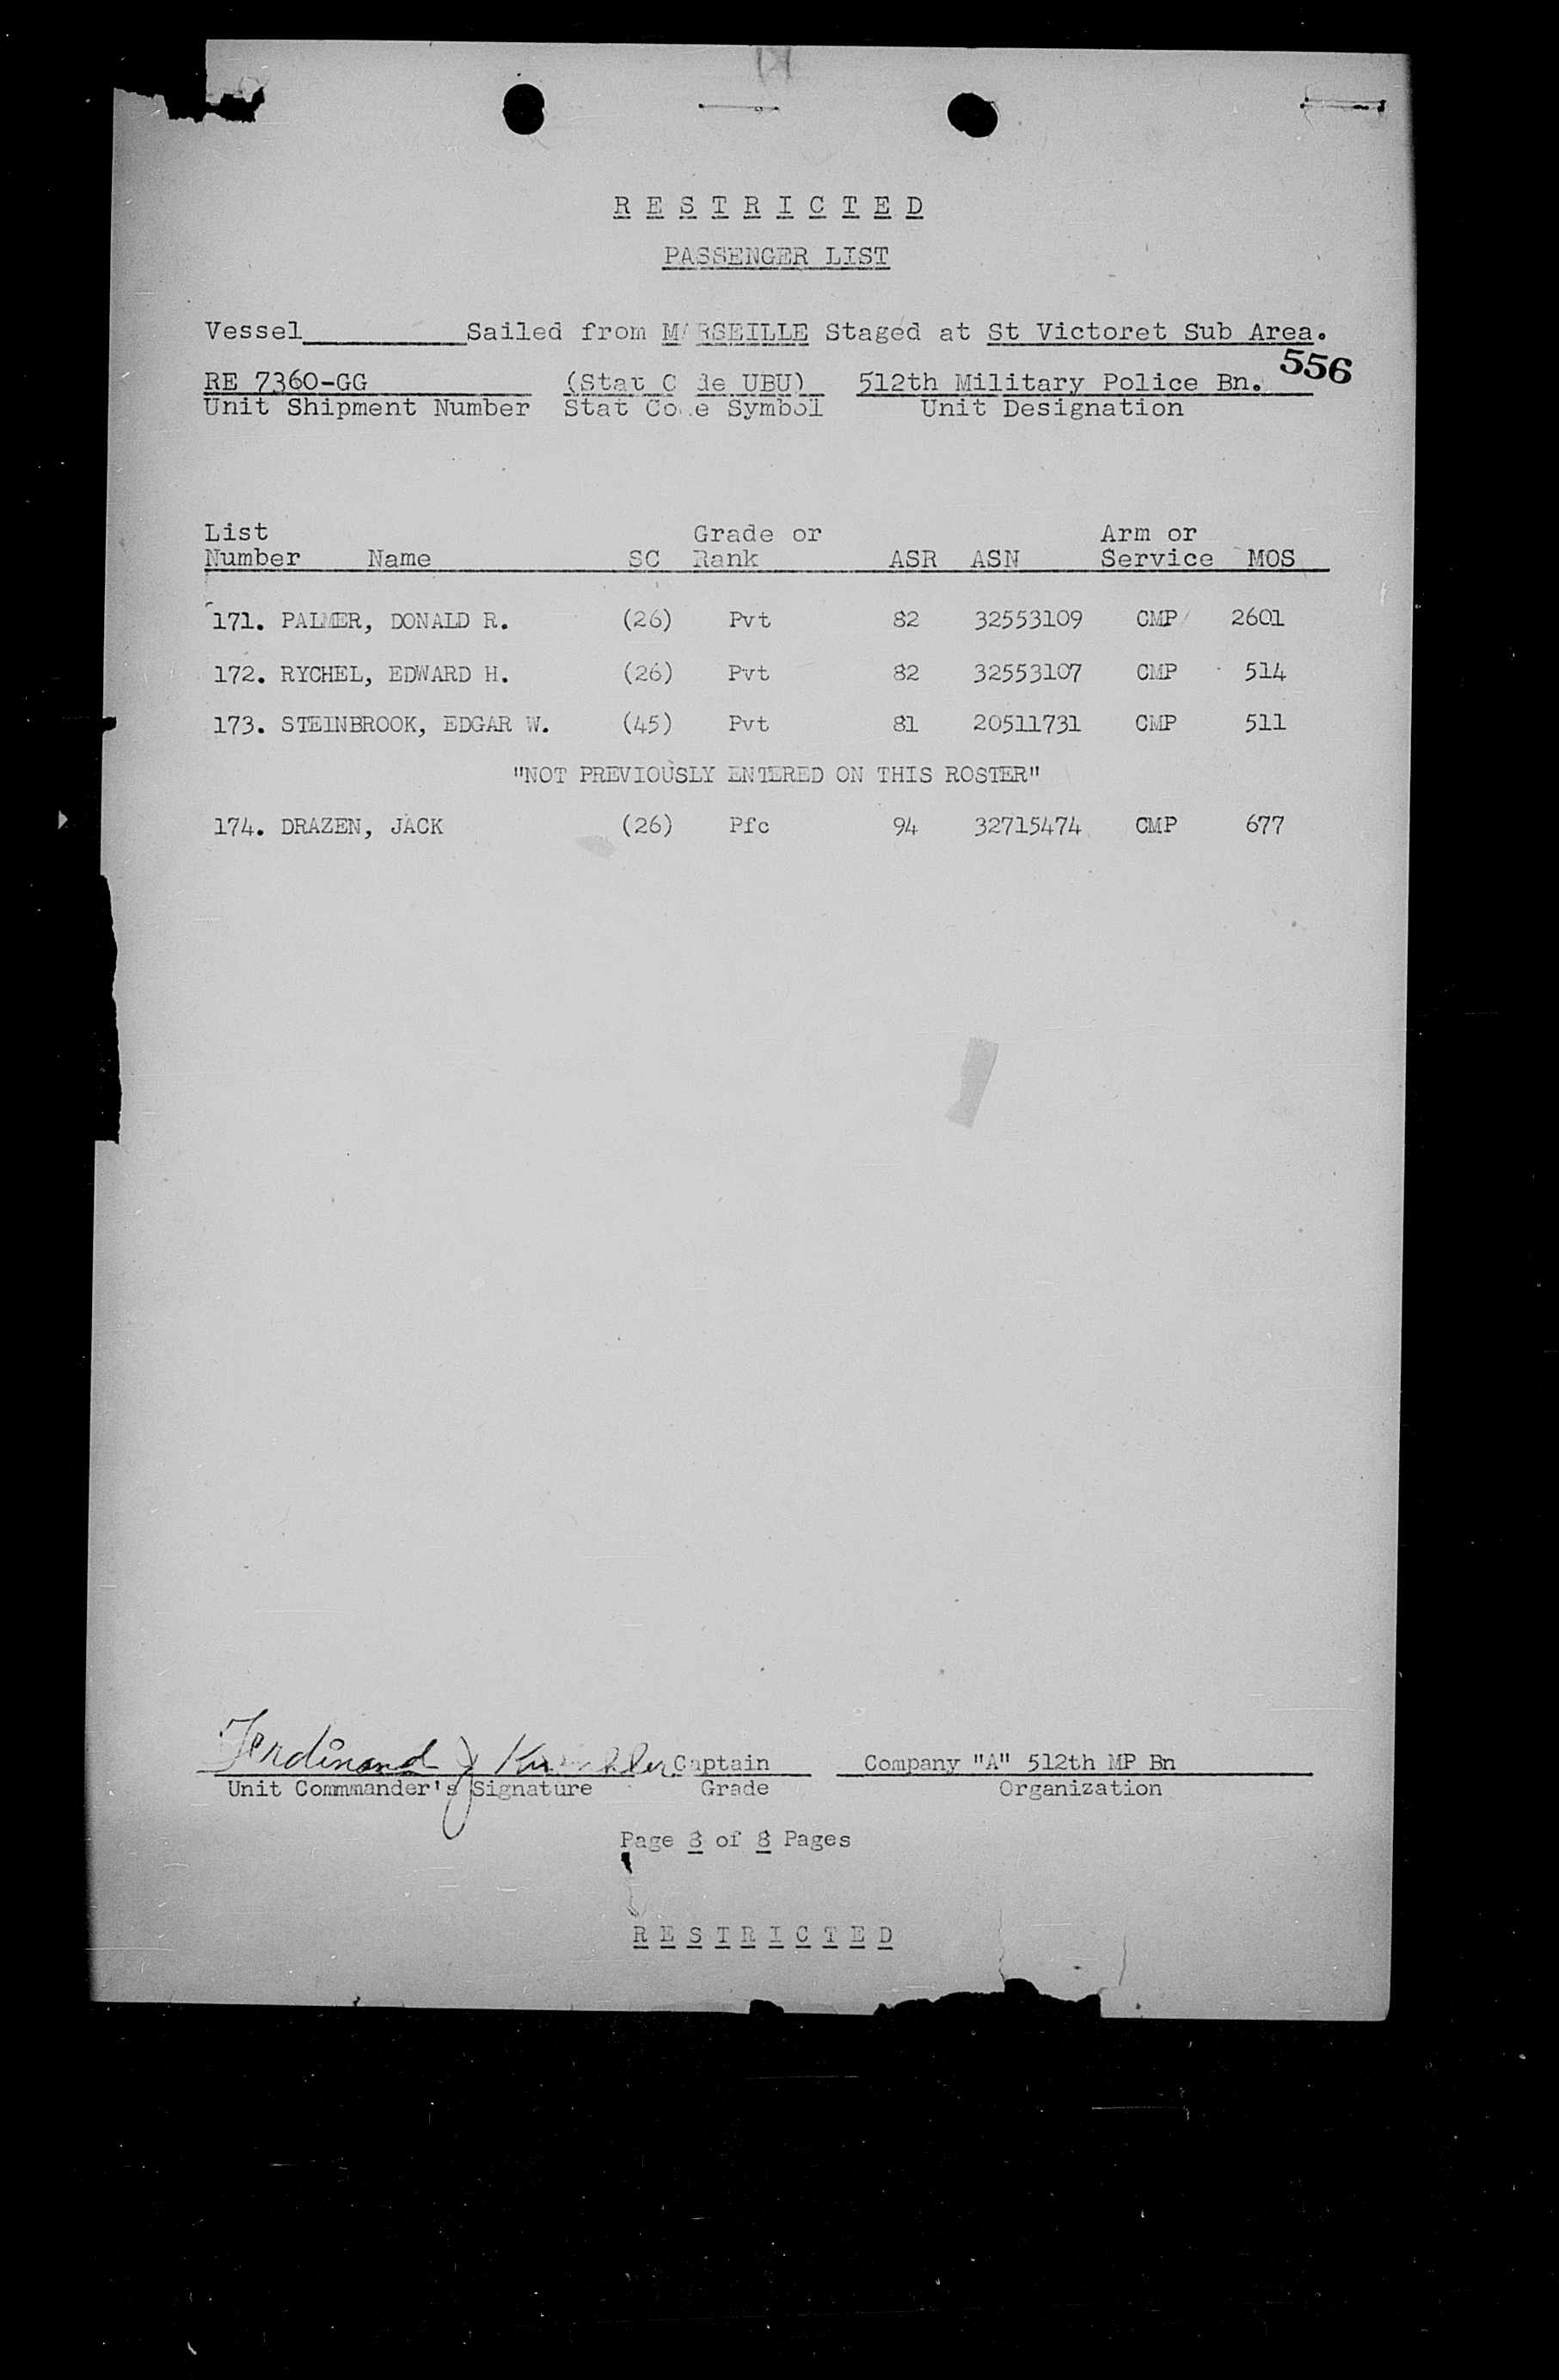 R E S T R I C T E D
PASSENGER LIST
Vessel__________Sailed from MARSEILLE Staged at St Victoret Sub Area.
556
RE 7360-GG (Stat Code UBU) 512th Military Police Bn.
Unit Shipment Number Stat Code Symbol Unit Designation
List Grade or Arm or
Number Name SC Rank ASR ASN Service MOS
171. PALMER, DONALD R. (26) Pvt 82 32553109 CMP 2601
172. RYCHEL, EDWARD H. (26) Pvt 82 32553107 CMP 514
173. STEINBROOK, EDGAR W. (45) Pvt 81 20511731 CMP 511
"NOT PREVIOUSLY ENTERED ON THIS ROSTER"
174. DRAZEN, JACK (26) Pfc 94 32715474 CMP 677
Ferdinand J Captain Company "A" 512th MP Bn
Unit Commmander's Signature Grade Organization
Page 8 of 8 Pages
R E S T R I C T E D